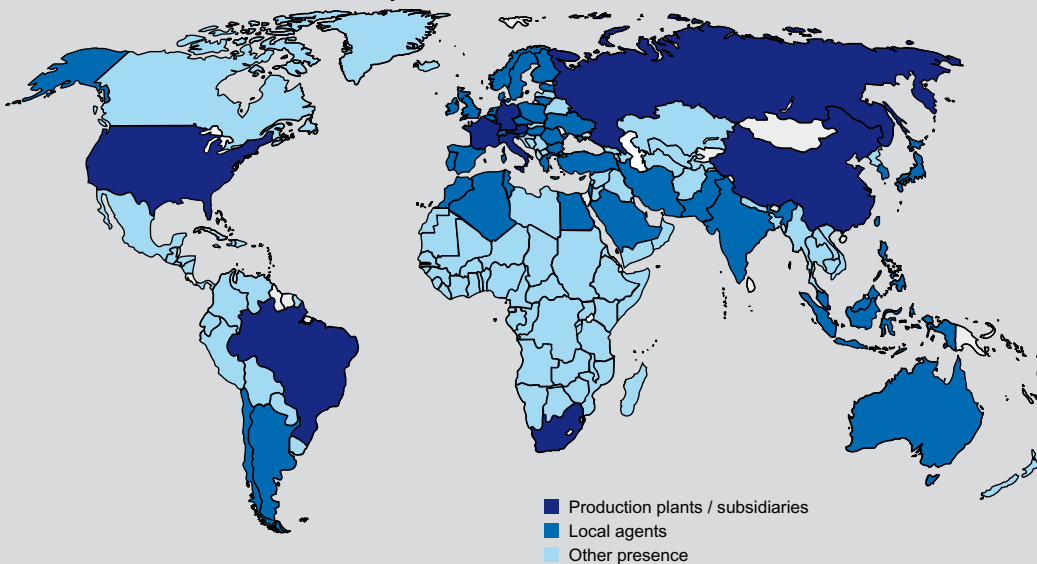 Production plants / subsidiaries
Local agents
Other presence